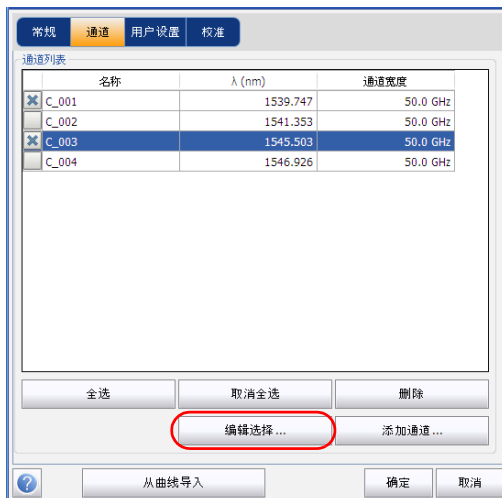 常规 通道 用户设置 校准
通道列表
名称 λ (nm) 通道宽度
C_001 1539.747 50.0 GHz
C_002 1541.353 50.0 GHz
C_003 1545.503 50.0 GHz
C_004 1546.926 50.0 GHz
全选 取消全选 删除
编辑选择... 添加通道...
? 从曲线导入 确定 取消